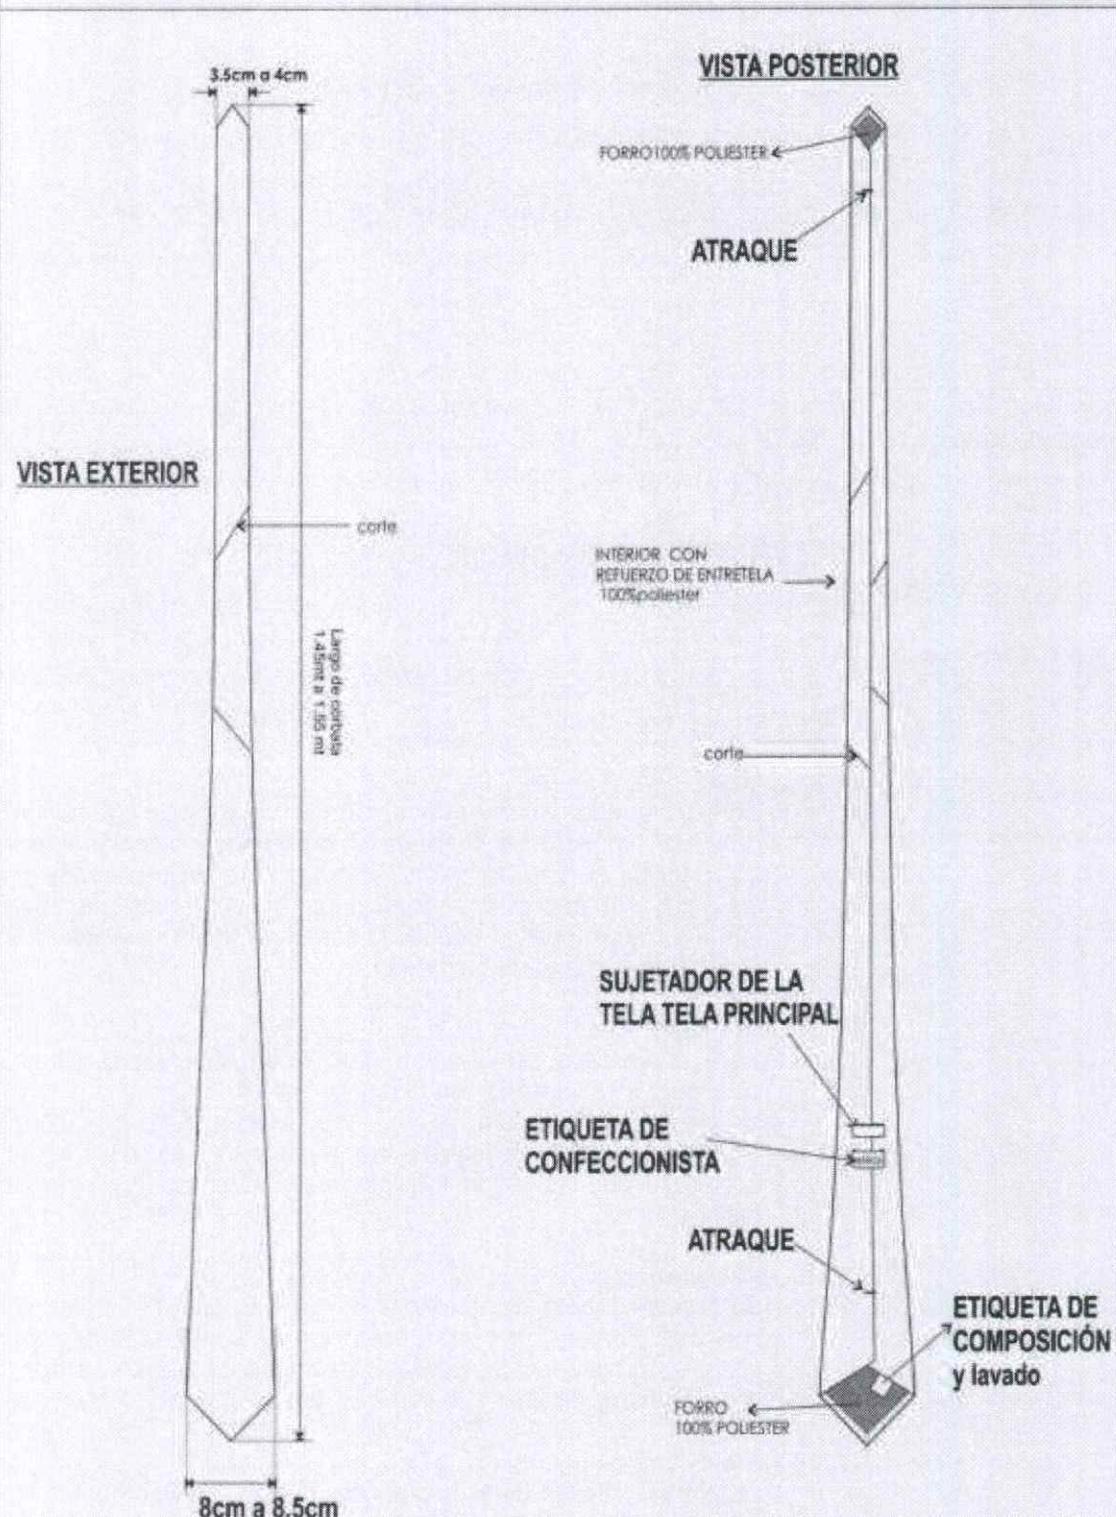 3.5cm a 4cm
VISTA EXTERIOR
corte
Largo de corbata
1.45mt a 1.55 mt
8cm a 8.5cm
VISTA POSTERIOR
FORRO100% POLIESTER
ATRAQUE
INTERIOR CON
REFUERZO DE ENTRETELA
100%poliester
corte
SUJETADOR DE LA
TELA TELA PRINCIPAL
ETIQUETA DE
CONFECCIONISTA
ATRAQUE
ETIQUETA DE
COMPOSICIÓN
y lavado
FORRO
100% POLIESTER